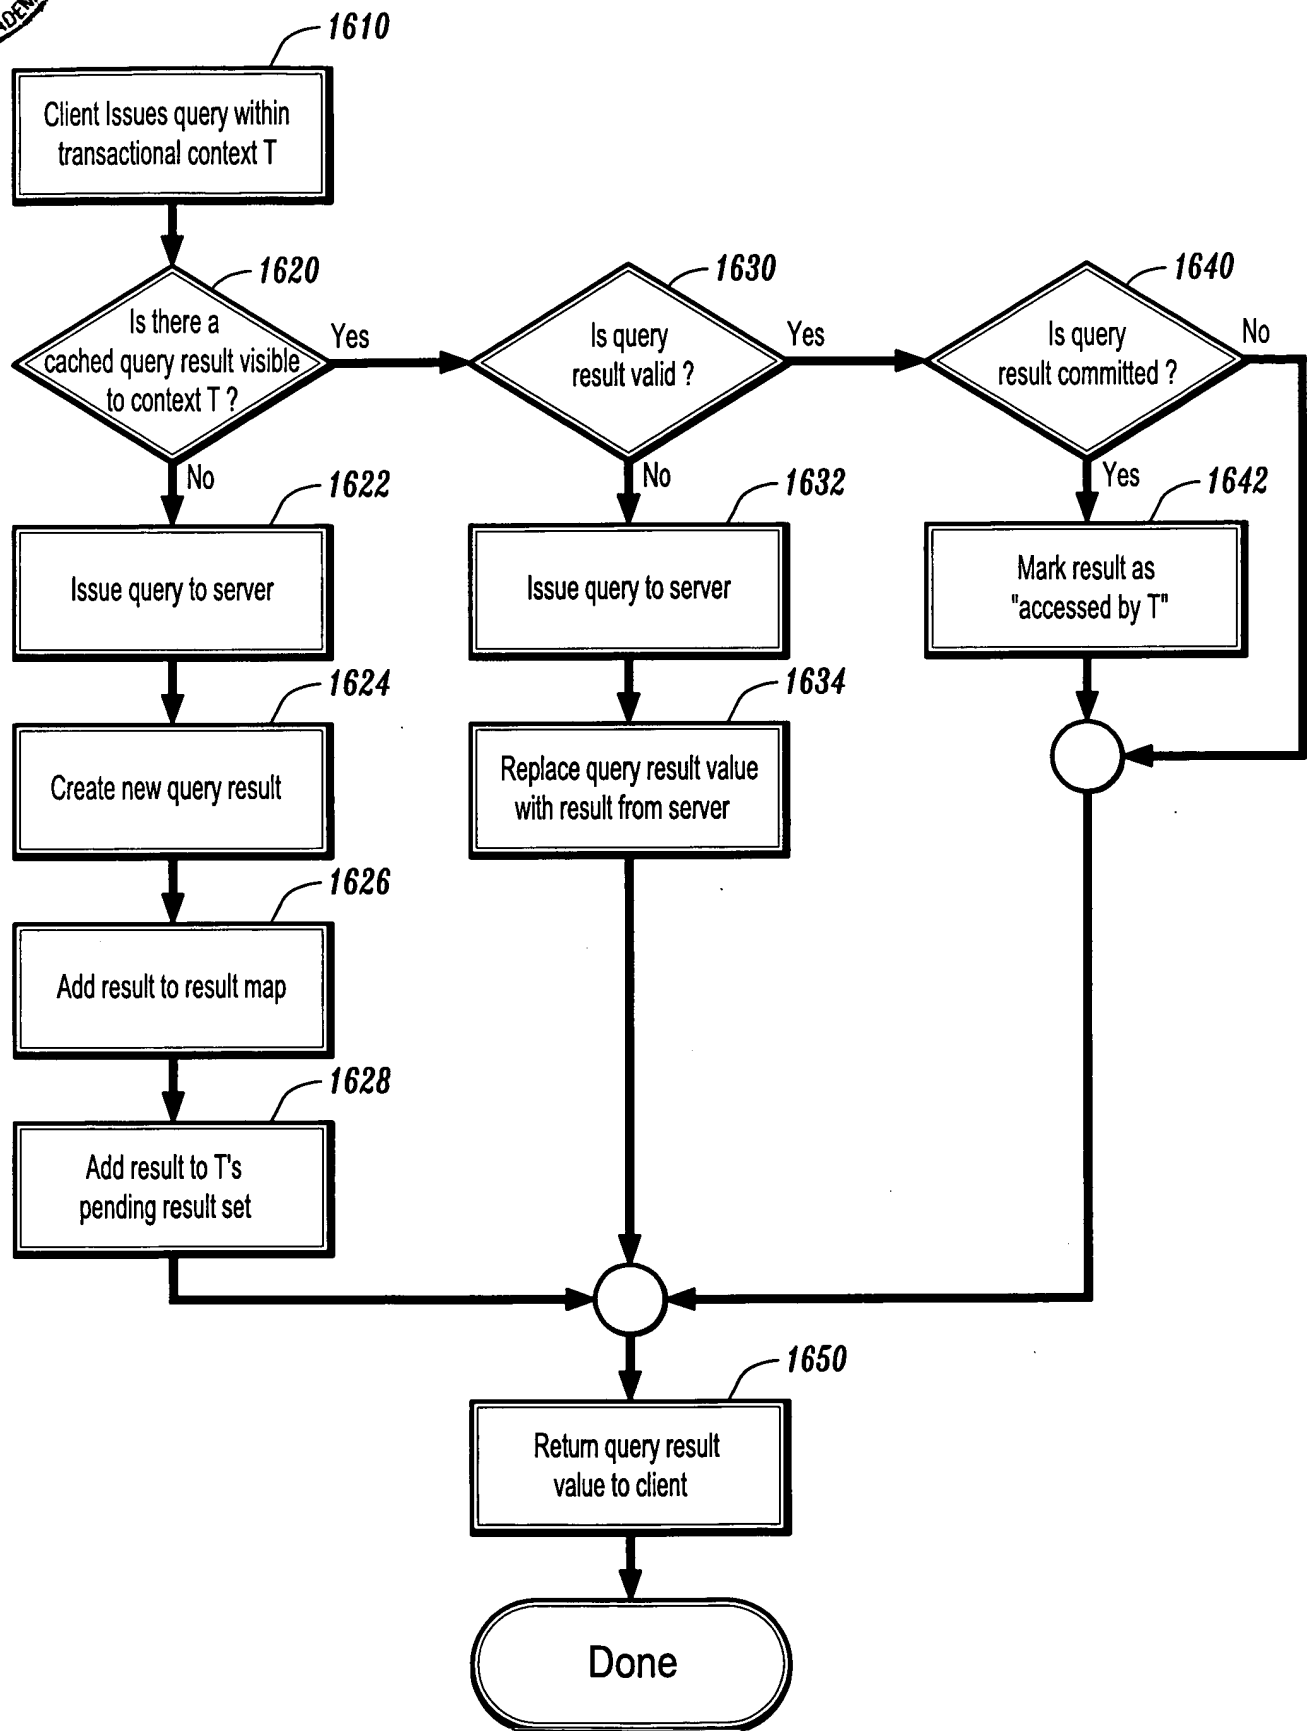 1610
Client Issues query within
transactional context T
1620
Is there a
cached query result visible
to context T ?
Yes
No
1630
Is query
result valid ?
Yes
No
1640
Is query
result committed ?
No
Yes
1622
Issue query to server
1632
Issue query to server
1642
Mark result as
"accessed by T"
1624
Create new query result
1634
Replace query result value
with result from server
1626
Add result to result map
1628
Add result to T's
pending result set
1650
Return query result
value to client
Done